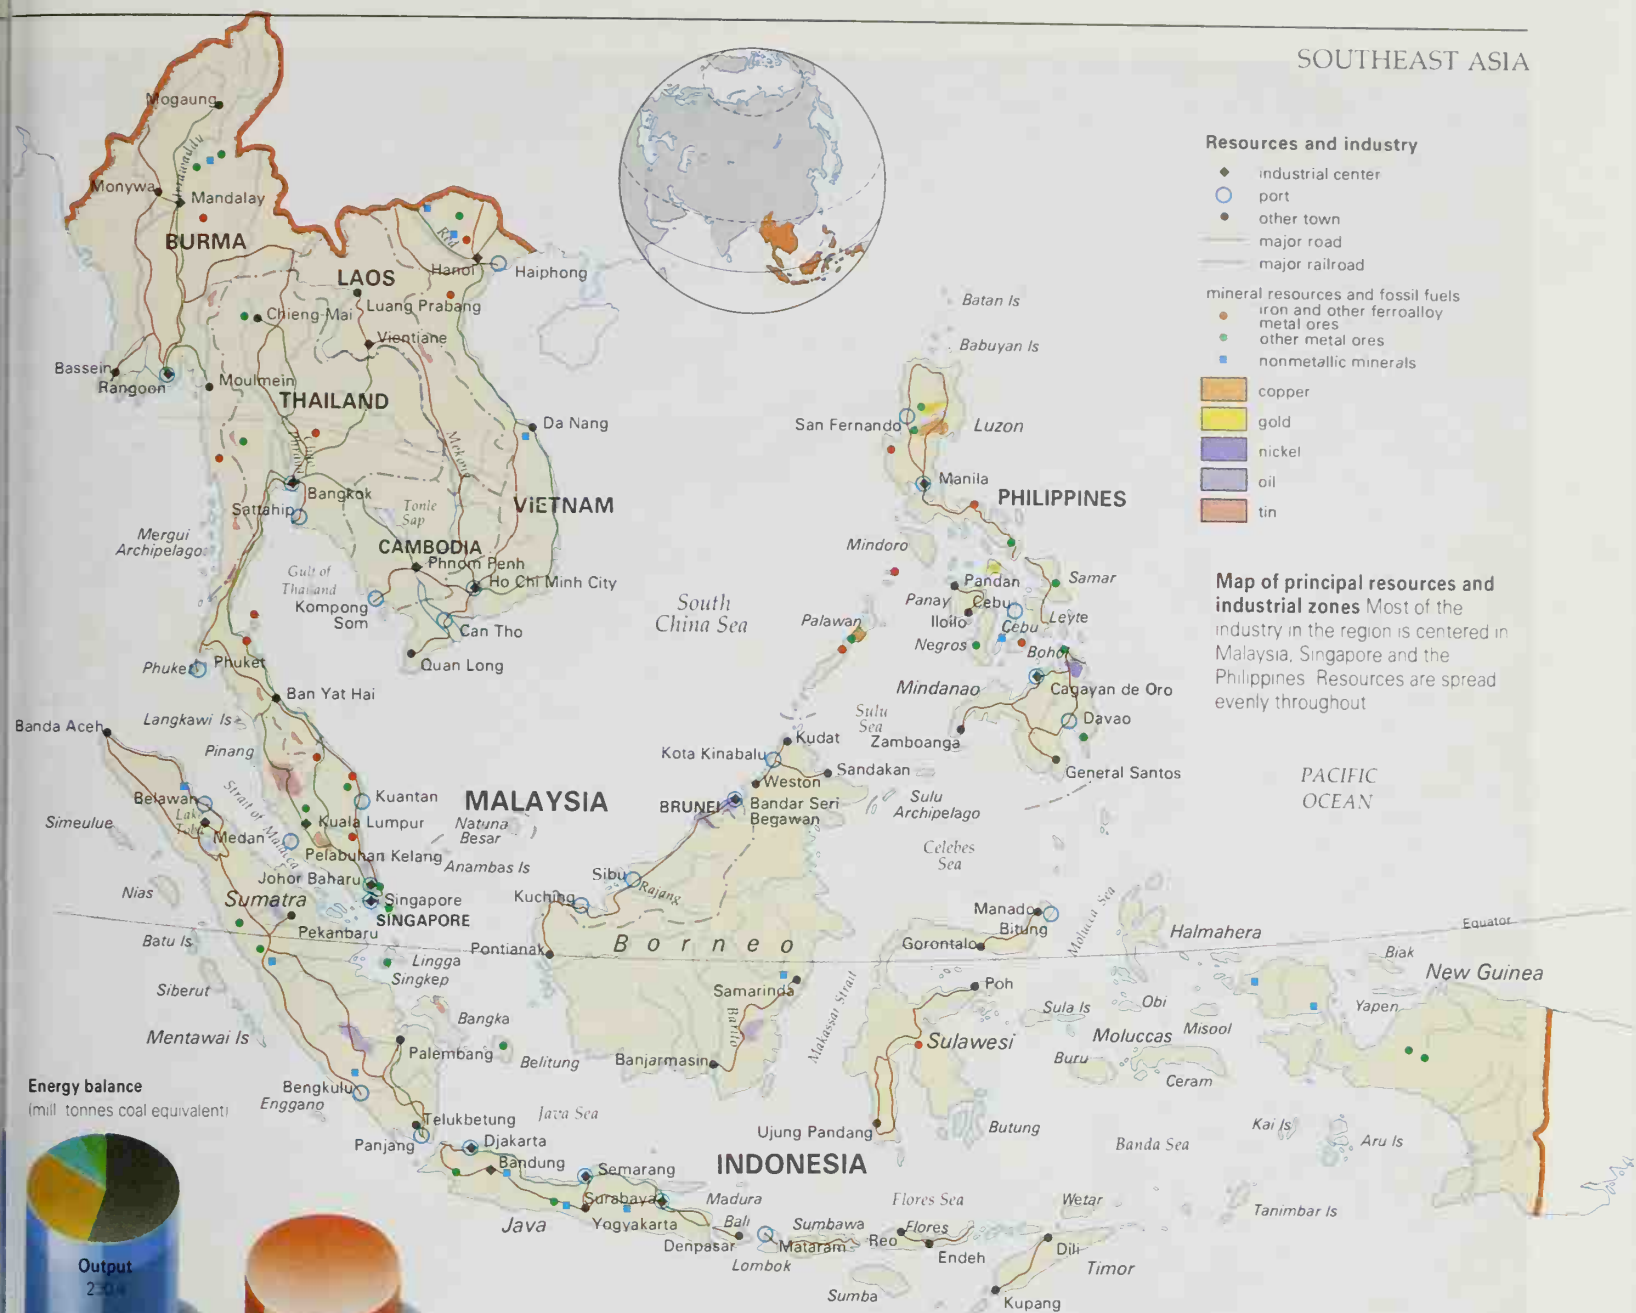 SOUTHEAST ASIA
Resources and industry
industrial center
port
other town
major road
major railroad
mineral resources and fossil fuels
iron and other ferroalloy
metal ores
other metal ores
nonmetallic minerals
copper
gold
nickel
oil
tin
Map of principal resources and
industrial zones Most of the
industry in the region is centered in
Malaysia, Singapore and the
Philippines Resources are spread
evenly throughout
Mogaung
Irrawaddy
Monywa
Mandalay
BURMA
Red
Hanoi
Haiphong
LAOS
Luang Prabang
Chieng-Mai
Vientiane
Bassein
Rangoon
Moulmein
THAILAND
Da Nang
Mekong
Bangkok
Sattahip
VIETNAM
Tonle
Sap
Mergui
Archipelago
CAMBODIA
Phnom Penh
Gulf of
Thailand
Ho Chi Minh City
Kompong
Som
Can Tho
Quan Long
Phuket
Phuket
Ban Yat Hai
Batan Is
Babuyan Is
San Fernando
Luzon
Manila
PHILIPPINES
Mindoro
Pandan
Samar
Panay
Cebu
Iloilo
Cebu
Leyte
Palawan
Negros
Bohol
South
China Sea
Mindanao
Cagayan de Oro
Sulu
Sea
Davao
Zamboanga
General Santos
PACIFIC
OCEAN
Langkawi Is
Banda Aceh
Pinang
Strait of Malacca
Belawan
Lake
Toba
Medan
Simeulue
Kuantan
Kuala Lumpur
Pelabuhan Kelang
MALAYSIA
Natuna
Besar
Anambas Is
Kudat
Kota Kinabalu
Sandakan
Weston
BRUNEI
Bandar Seri
Begawan
Sulu
Archipelago
Celebes
Sea
Nias
Johor Baharu
Singapore
SINGAPORE
Sumatra
Pekanbaru
Sibu
Rajang
Kuching
Batu Is
Pontianak
Borneo
Lingga
Singkep
Siberut
Samarinda
Barito
Makassar Strait
Manado
Bitung
Gorontalo
Molucca Sea
Halmahera
Equator
Biak
New Guinea
Poh
Sula Is
Obi
Yapen
Mentawai Is
Bangka
Palembang
Belitung
Banjarmasin
Sulawesi
Moluccas
Misool
Buru
Ceram
Bengkulu
Enggano
Telukbetung
Java Sea
Panjang
Djakarta
Bandung
Semarang
Ujung Pandang
Butung
Banda Sea
Kai Is
Aru Is
INDONESIA
Surabaya
Madura
Flores Sea
Wetar
Tanimbar Is
Java
Yogyakarta
Bali
Sumbawa
Flores
Denpasar
Mataram
Reo
Endeh
Dili
Lombok
Timor
Sumba
Kupang
Energy balance
(mill tonnes coal equivalent)
Output